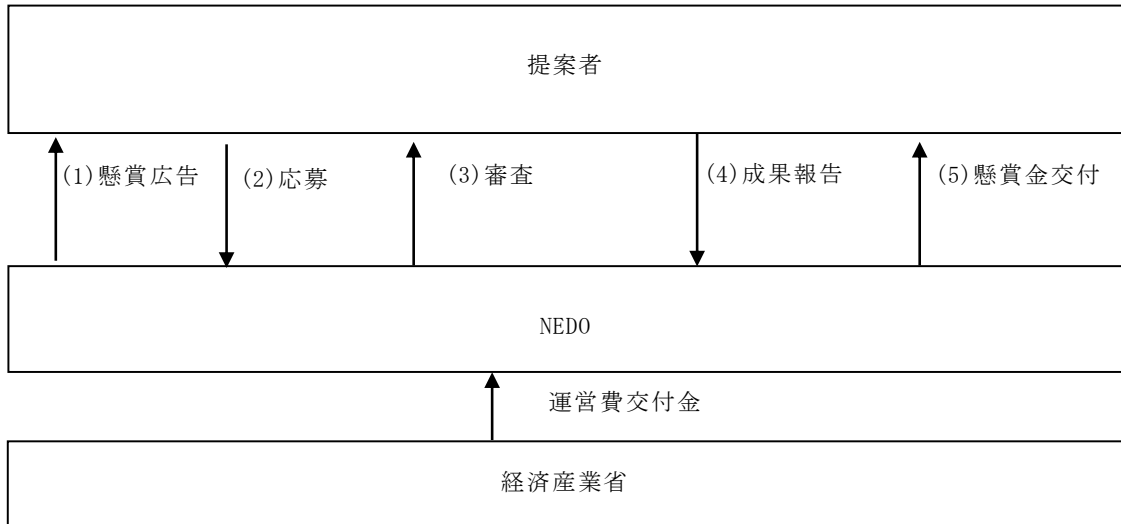 提案者
(1)懸賞広告
(2)応募
(3)審査
(4)成果報告
(5)懸賞金交付
NEDO
運営費交付金
経済産業省